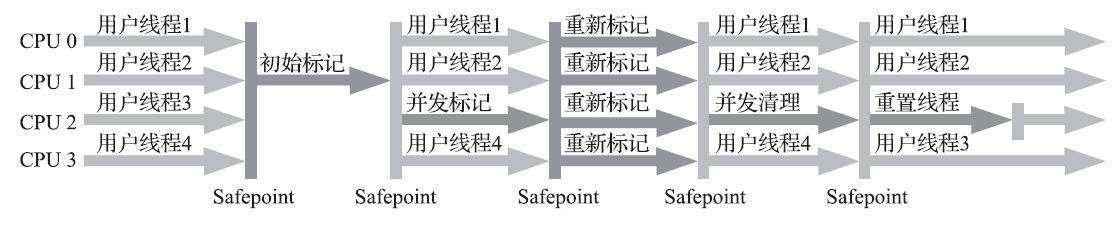 CPU 0 用户线程1 用户线程1 重新标记 用户线程1 用户线程1
CPU 1 用户线程2 初始标记 用户线程2 重新标记 用户线程2 用户线程2
CPU 2 用户线程3 并发标记 重新标记 并发清理 重置线程
CPU 3 用户线程4 用户线程4 重新标记 用户线程4 用户线程3
Safepoint Safepoint Safepoint Safepoint Safepoint